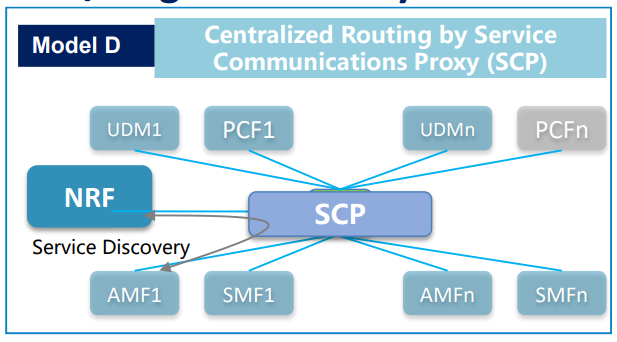 Model D
Centralized Routing by Service
Communications Proxy (SCP)
UDM1
PCF1
UDMn
PCFn
NRF
SCP
Service Discovery
AMF1
SMF1
AMFn
SMFn